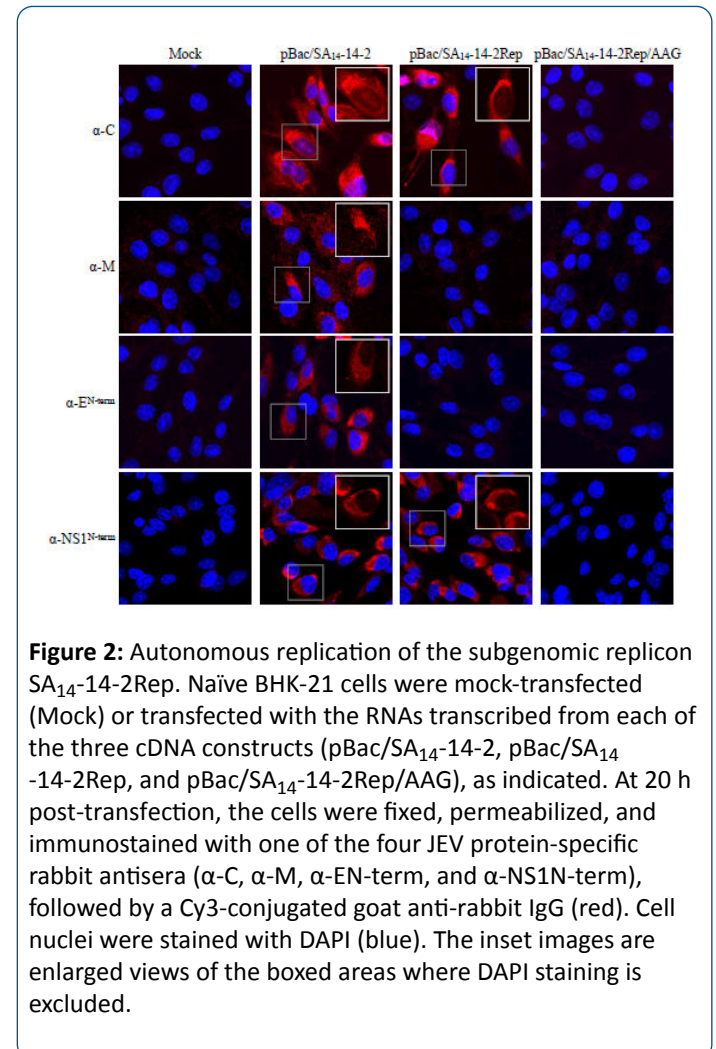 Mock pBac/SA₁₄-14-2 pBac/SA₁₄-14-2Rep pBac/SA₁₄-14-2Rep/AAG
α-C
α-M
α-Eᴺ⁻ᵗᵉʳᵐ
α-NS1ᴺ⁻ᵗᵉʳᵐ
Figure 2: Autonomous replication of the subgenomic replicon
SA₁₄-14-2Rep. Naïve BHK-21 cells were mock-transfected
(Mock) or transfected with the RNAs transcribed from each of
the three cDNA constructs (pBac/SA₁₄-14-2, pBac/SA₁₄
-14-2Rep, and pBac/SA₁₄-14-2Rep/AAG), as indicated. At 20 h
post-transfection, the cells were fixed, permeabilized, and
immunostained with one of the four JEV protein-specific
rabbit antisera (α-C, α-M, α-EN-term, and α-NS1N-term),
followed by a Cy3-conjugated goat anti-rabbit IgG (red). Cell
nuclei were stained with DAPI (blue). The inset images are
enlarged views of the boxed areas where DAPI staining is
excluded.